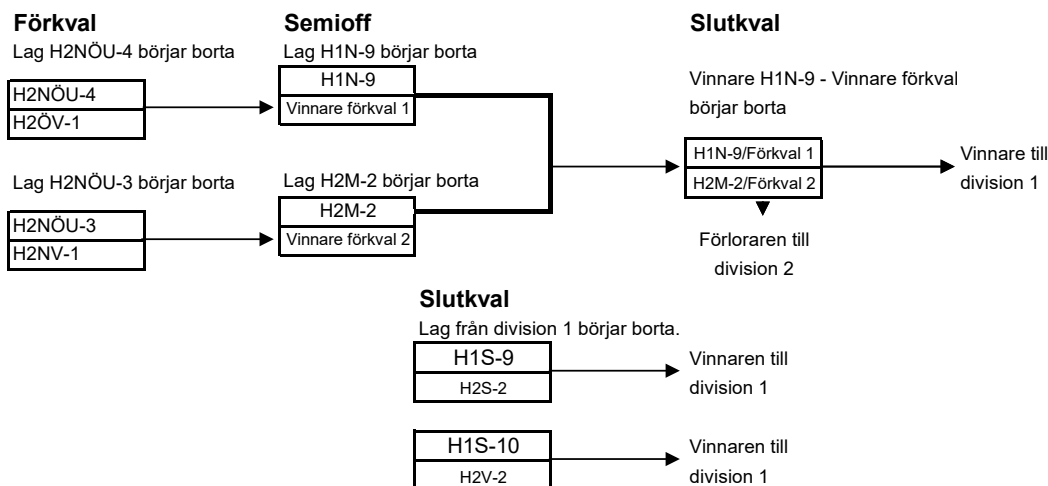 Förkval
Lag H2NÖU-4 börjar borta
H2NÖU-4
H2ÖV-1
Lag H2NÖU-3 börjar borta
H2NÖU-3
H2NV-1
Semioff
Lag H1N-9 börjar borta
H1N-9
Vinnare förkval 1
Lag H2M-2 börjar borta
H2M-2
Vinnare förkval 2
Slutkval
Vinnare H1N-9 - Vinnare förkval
börjar borta
H1N-9/Förkval 1
H2M-2/Förkval 2
Vinnare till
division 1
Förloraren till
division 2
Slutkval
Lag från division 1 börjar borta.
H1S-9
H2S-2
Vinnaren till
division 1
H1S-10
H2V-2
Vinnaren till
division 1